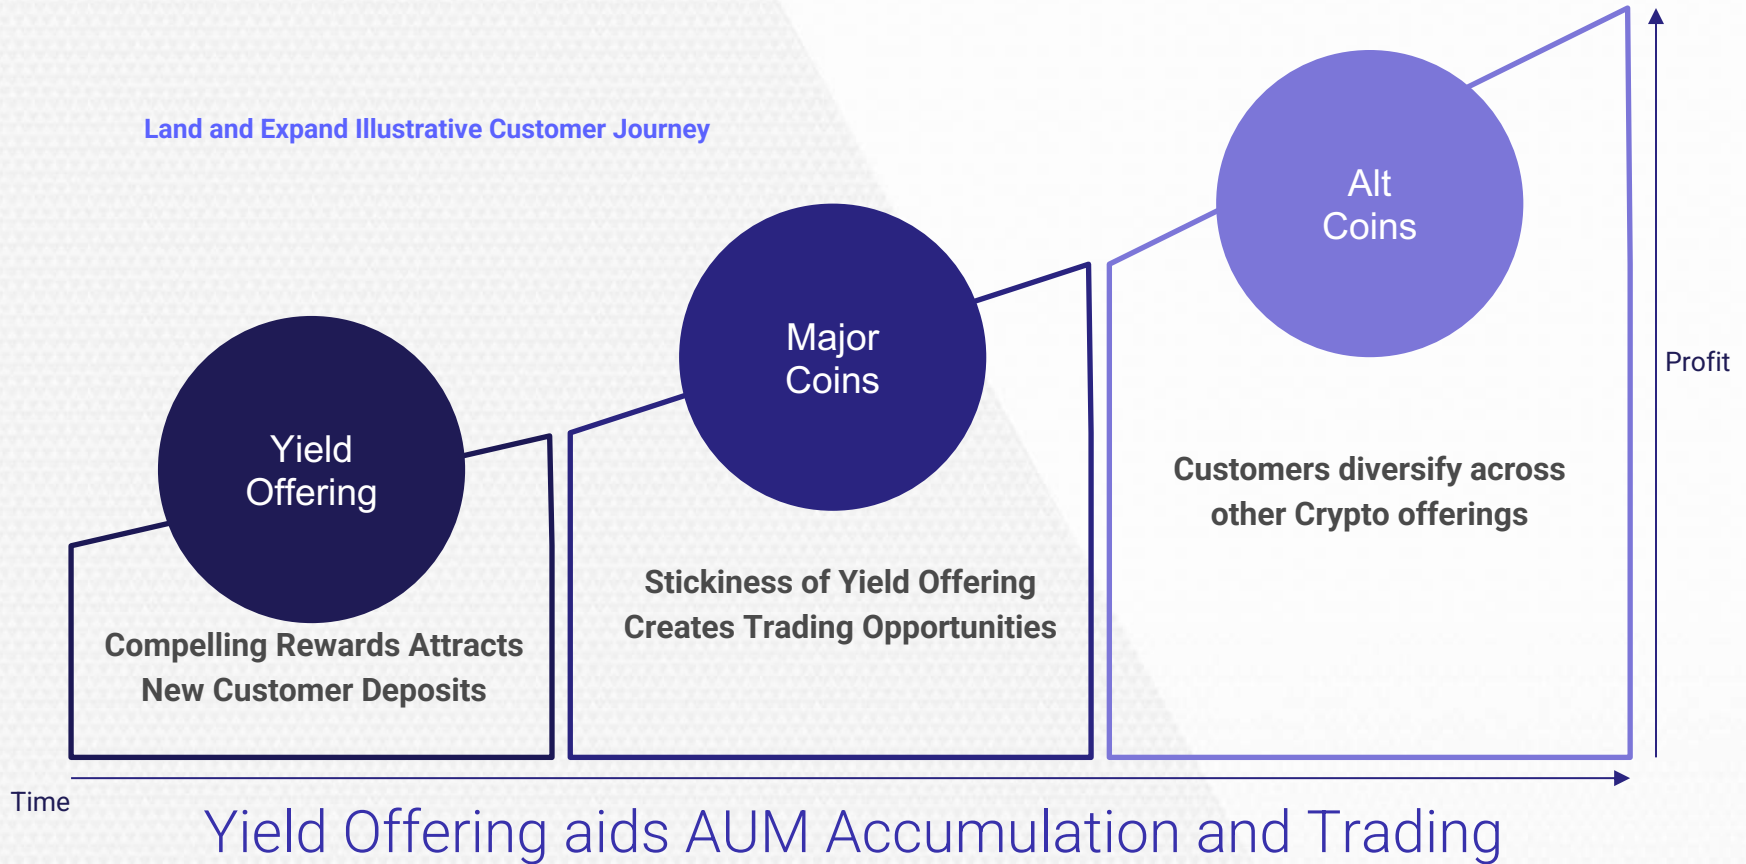 Land and Expand Illustrative Customer Journey
Yield
Offering
Compelling Rewards Attracts
New Customer Deposits
Major
Coins
Stickiness of Yield Offering
Creates Trading Opportunities
Alt
Coins
Customers diversify across
other Crypto offerings
Profit
Time
Yield Offering aids AUM Accumulation and Trading